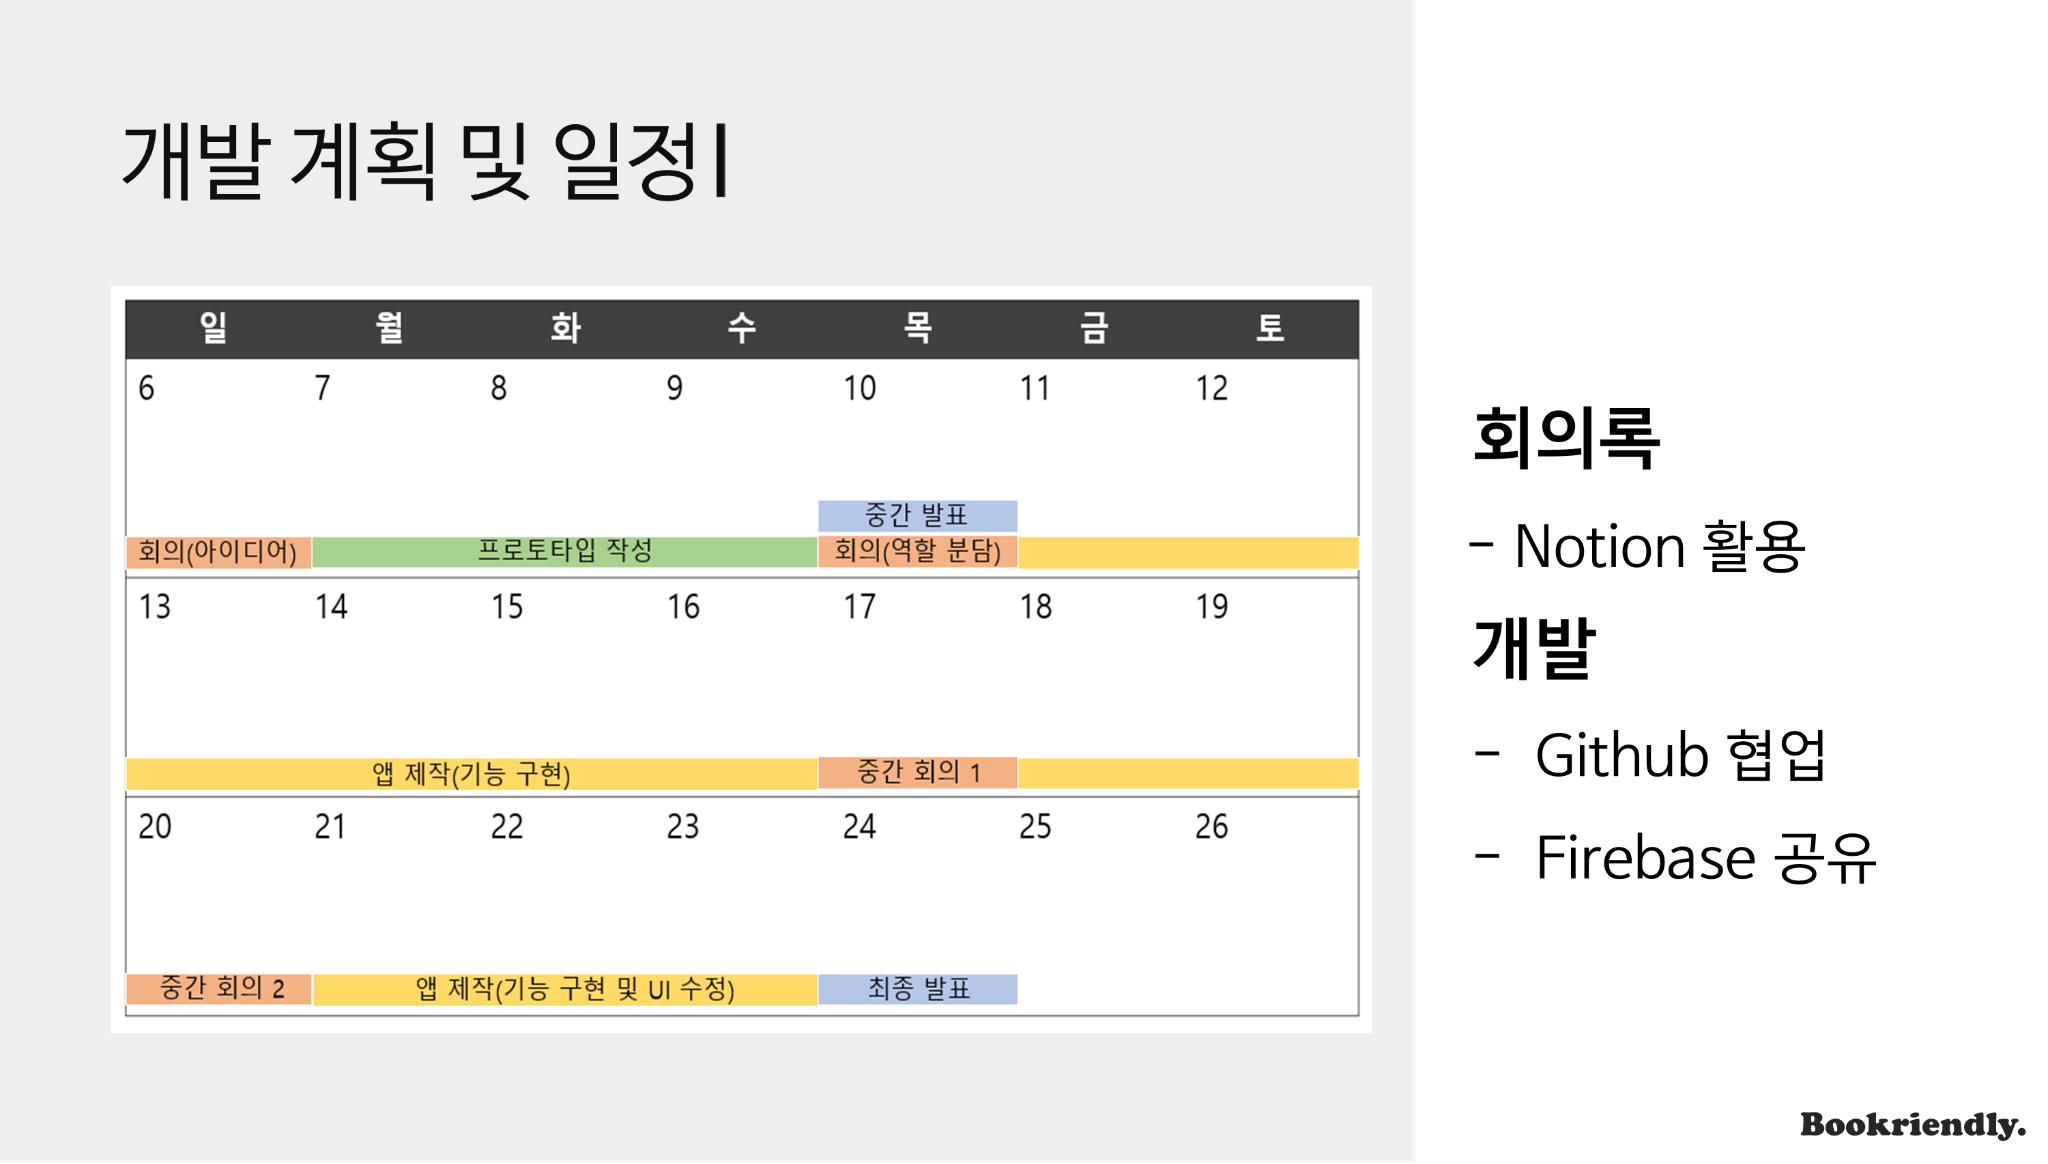 개발 계획 및 일정|
일 월 화 수 목 금 토
6 7 8 9 10 11 12
중간 발표
회의(아이디어) 프로토타입 작성 회의(역할 분담)
13 14 15 16 17 18 19
앱 제작(기능 구현) 중간 회의 1
20 21 22 23 24 25 26
중간 회의 2 앱 제작(기능 구현 및 UI 수정) 최종 발표
회의록
- Notion 활용
개발
- Github 협업
- Firebase 공유
Bookriendly.